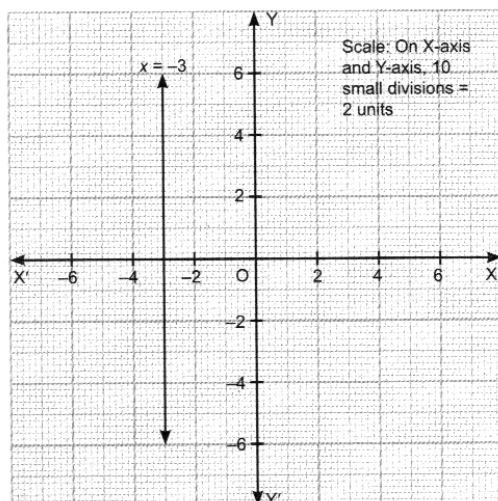 Y
Scale: On X-axis
and Y-axis, 10
small divisions =
2 units
x = –3
6
4
2
X′ –6 –4 –2 O 2 4 6 X
–2
–4
–6
Y′